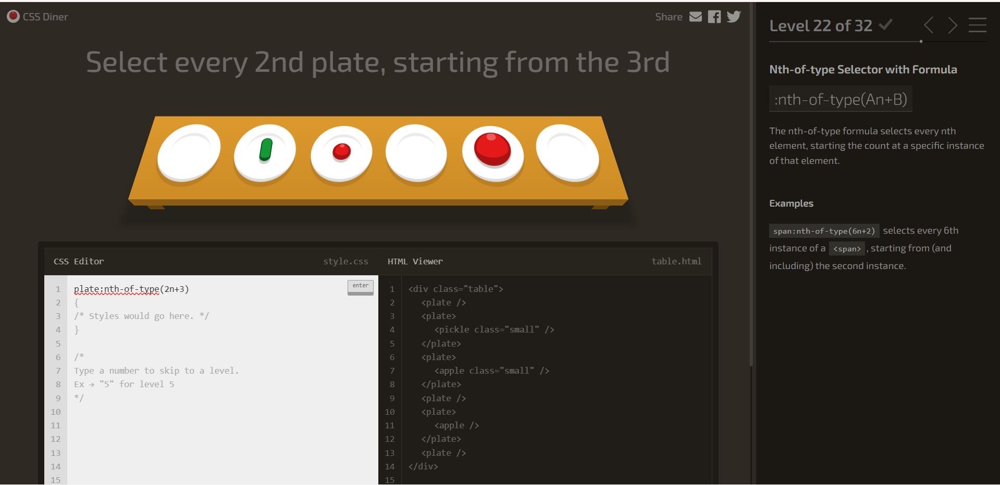 CSS Diner
Share
Select every 2nd plate, starting from the 3rd
CSS Editor
style.css
1 plate:nth-of-type(2n+3)
enter
2 {
3 /* Styles would go here. */
4 }
5
6 /*
7 Type a number to skip to a level.
8 Ex → "5" for level 5
9 */
10
11
12
13
14
15
HTML Viewer
table.html
1 <div class="table">
2 <plate />
3 <plate>
4 <pickle class="small" />
5 </plate>
6 <plate>
7 <apple class="small" />
8 </plate>
9 <plate />
10 <plate>
11 <apple />
12 </plate>
13 <plate />
14 </div>
15
Level 22 of 32
Nth-of-type Selector with Formula
:nth-of-type(An+B)
The nth-of-type formula selects every nth
element, starting the count at a specific instance
of that element.
Examples
span:nth-of-type(6n+2) selects every 6th
instance of a <span>, starting from (and
including) the second instance.